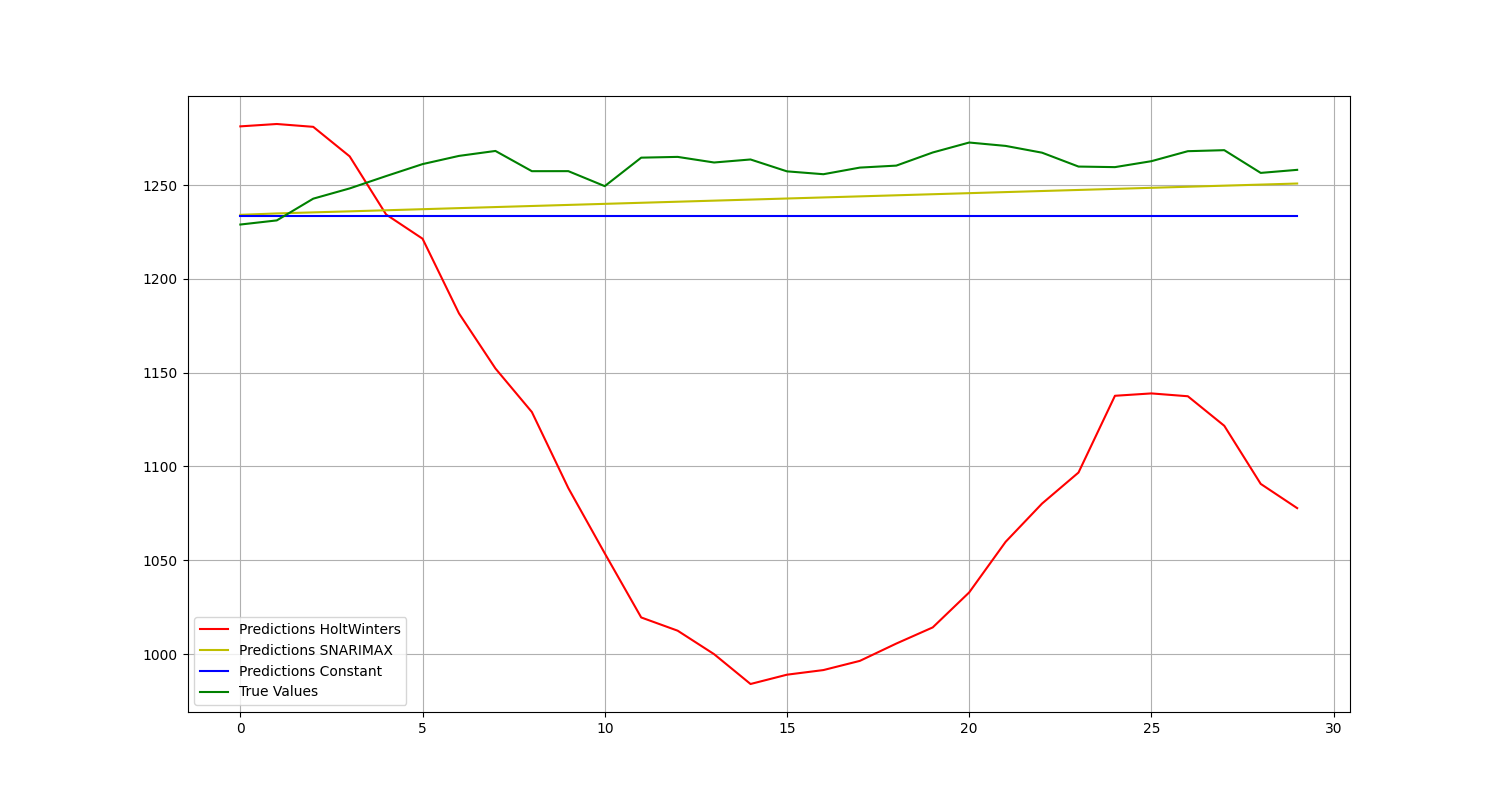 1250
1200
1150
1100
1050
1000
Predictions HoltWinters
Predictions SNARIMAX
Predictions Constant
True Values
0 5 10 15 20 25 30